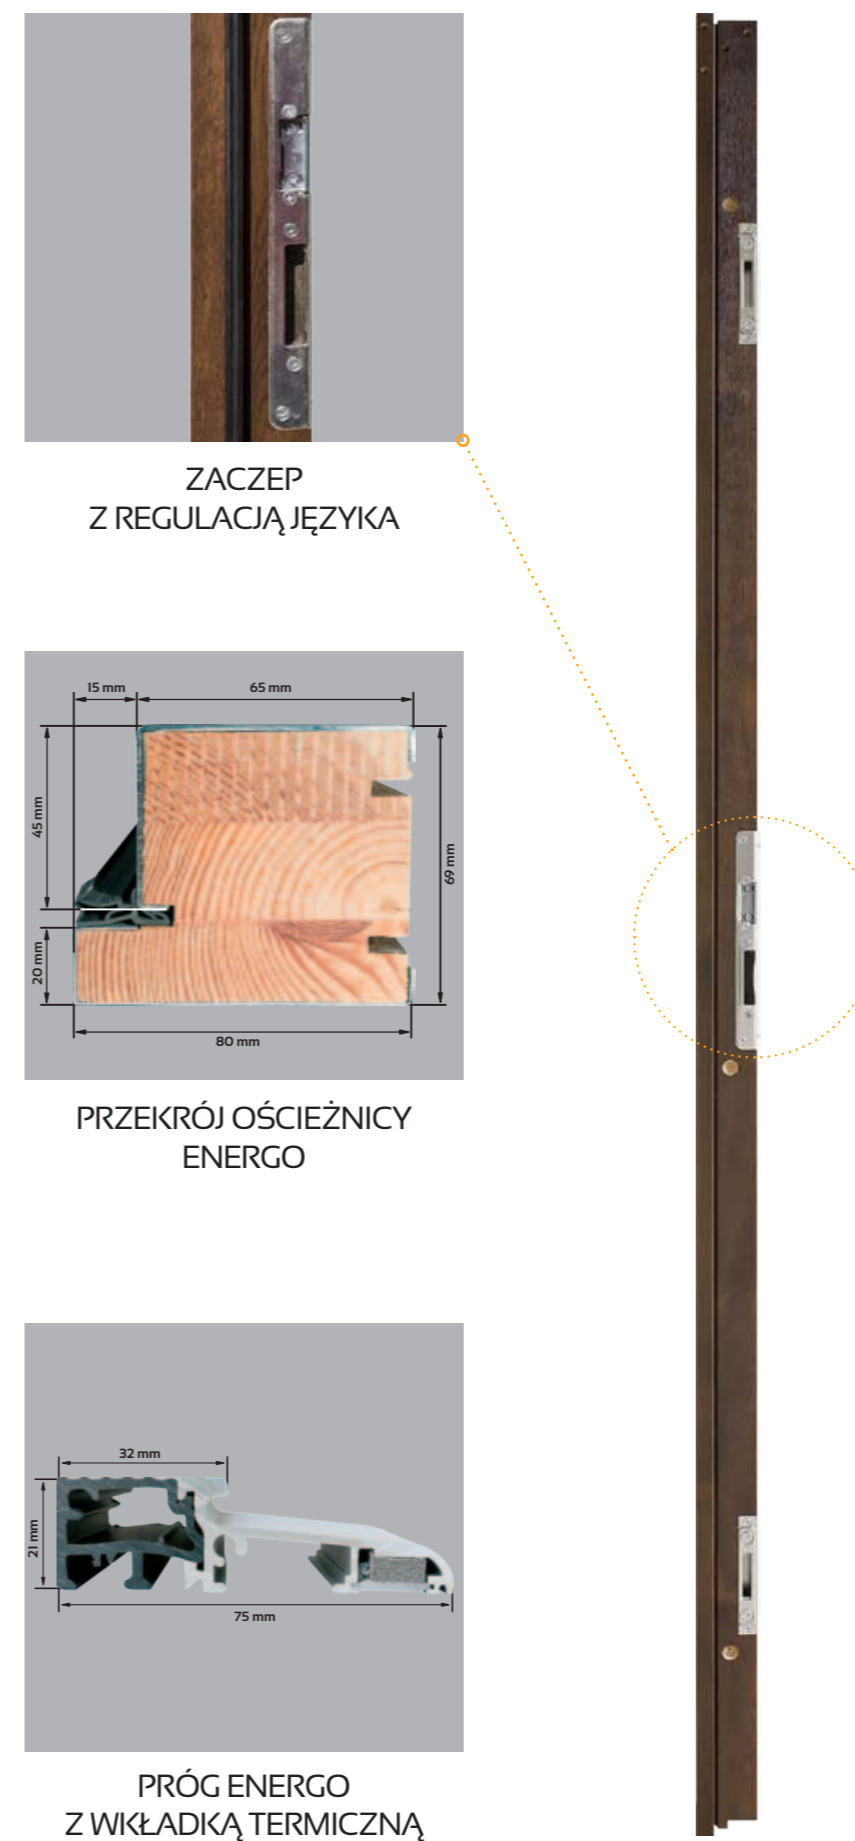 ZACZEP
Z REGULACJĄ JĘZYKA
15 mm
65 mm
45 mm
69 mm
20 mm
80 mm
PRZEKRÓJ OŚCIEŻNICY
ENERGO
32 mm
21 mm
75 mm
PRÓG ENERGO
Z WKŁADKĄ TERMICZNĄ